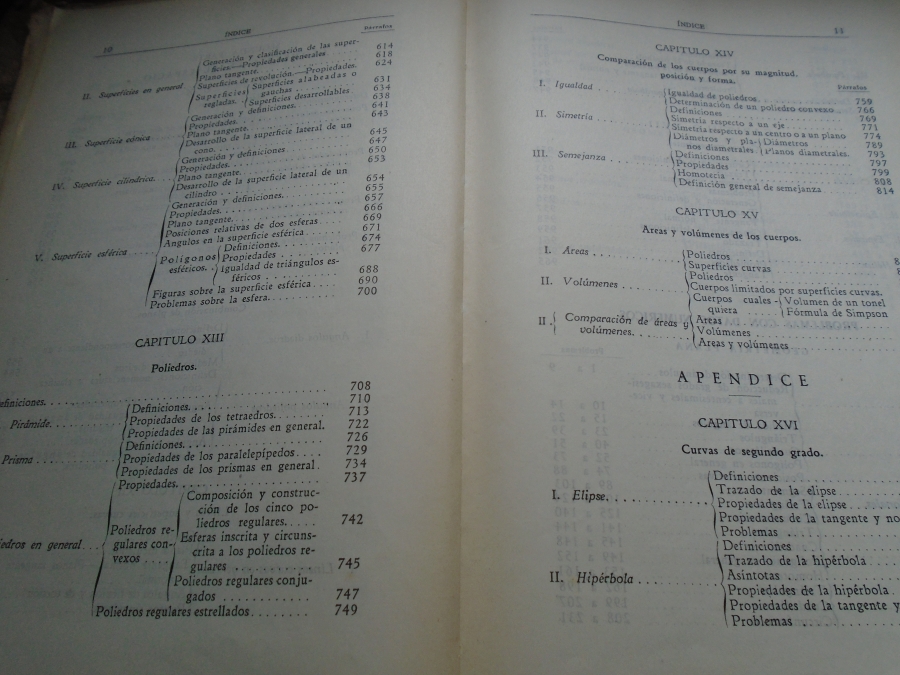 10
ÍNDICE
Párrafos
Generación y clasificación de las super-
ficies.—Propiedades generales . . . 614
Plano tangente. . . . 618
Superficies de revolución.—Propiedades. 624
II. Superficies en general
Superficies regladas. Superficies alabeadas o
gauchas . . . 631
Superficies desarrollables . 634
Generación y definiciones. . . . 638
Propiedades. . . . 641
Plano tangente. . . . 643
III. Superficie cónica
Desarrollo de la superficie lateral de un
cono. . . . 645
Generación y definiciones . . . 647
Propiedades. . . . 650
Plano tangente. . . . 653
IV. Superficie cilíndrica.
Desarrollo de la superficie lateral de un
cilindro . . . 654
Generación y definiciones. . . . 655
Propiedades. . . . 657
Plano tangente. . . . 666
Posiciones relativas de dos esferas . . . 669
Angulos en la superficie esférica. . . . 671
V. Superficie esférica
Polígonos esféricos. . Definiciones. . . . 674
Propiedades . . . 677
Igualdad de triángulos es-
féricos . . . 688
Figuras sobre la superficie esférica . . . 690
Problemas sobre la esfera. . . . 700
CAPITULO XIII
Poliedros.
efiniciones. . . . 708
Pirámide. . . .
Definiciones. . . . 710
Propiedades de los tetraedros. . . . 713
Propiedades de las pirámides en general. 722
Prisma . . .
Definiciones. . . . 726
Propiedades de los paralelepípedos . . . 729
Propiedades de los prismas en general . 734
Propiedades. . . . 737
iedros en general . . .
Poliedros re-
gulares con-
vexos . . . .
Composición y construc-
ción de los cinco po-
liedros regulares. . . . 742
Esferas inscrita y circuns-
crita a los poliedros re-
gulares . . . 745
Poliedros regulares conju-
gados . . . 747
Poliedros regulares estrellados . . . 749
ÍNDICE
11
CAPITULO XIV
Comparación de los cuerpos por su magnitud,
posición y forma.
Párrafos
I. Igualdad . . .
Igualdad de poliedros. . . . 759
Determinación de un poliedro convexo . 766
II. Simetría . . .
Definiciones . . . 769
Simetría respecto a un eje . . . 771
Simetría respecto a un centro o a un plano 774
Diámetros y pla-
nos diametrales Diámetros . . . 789
Planos diametrales. 793
III. Semejanza . . .
Definiciones . . . 797
Propiedades . . . 799
Homotecia . . . 808
Definición general de semejanza . . . 814
CAPITULO XV
Areas y volúmenes de los cuerpos.
I. Areas . . .
Poliedros . . .
Superficies curvas . . .
II. Volúmenes . . .
Poliedros . . .
Cuerpos limitados por superficies curvas.
Cuerpos cuales-
quiera Volumen de un tonel
Fórmula de Simpson
II. Comparación de áreas y
volúmenes. . . .
Areas . . .
Volúmenes . . .
Areas y volúmenes . . .
APENDICE
CAPITULO XVI
Curvas de segundo grado.
I. Elipse. . . .
Definiciones . . .
Trazado de la elipse . . .
Propiedades de la elipse . . .
Propiedades de la tangente y no
Problemas . . .
II. Hipérbola . . .
Definiciones . . .
Trazado de la hipérbola . . .
Asíntotas . . .
Propiedades de la hipérbola .
Propiedades de la tangente y
Problemas . . .